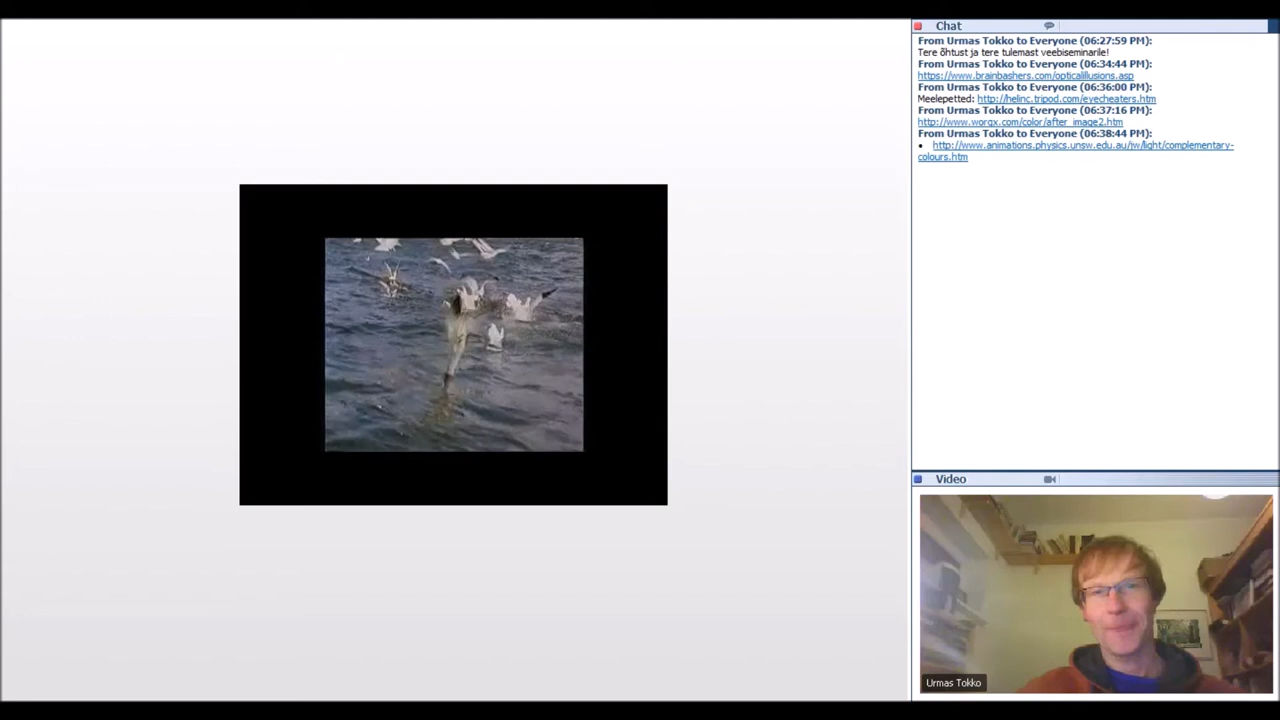 Chat
From Urmas Tokko to Everyone (06:27:59 PM):
Tere õhtust ja tere tulemast veebiseminarile!
From Urmas Tokko to Everyone (06:34:44 PM):
https://www.brainbashers.com/opticalillusions.asp
From Urmas Tokko to Everyone (06:36:00 PM):
Meelepetted: http://helinc.tripod.com/eyecheaters.htm
From Urmas Tokko to Everyone (06:37:16 PM):
http://www.worqx.com/color/after_image2.htm
From Urmas Tokko to Everyone (06:38:44 PM):
• http://www.animations.physics.unsw.edu.au/jw/light/complementary-
colours.htm
Video
Urmas Tokko